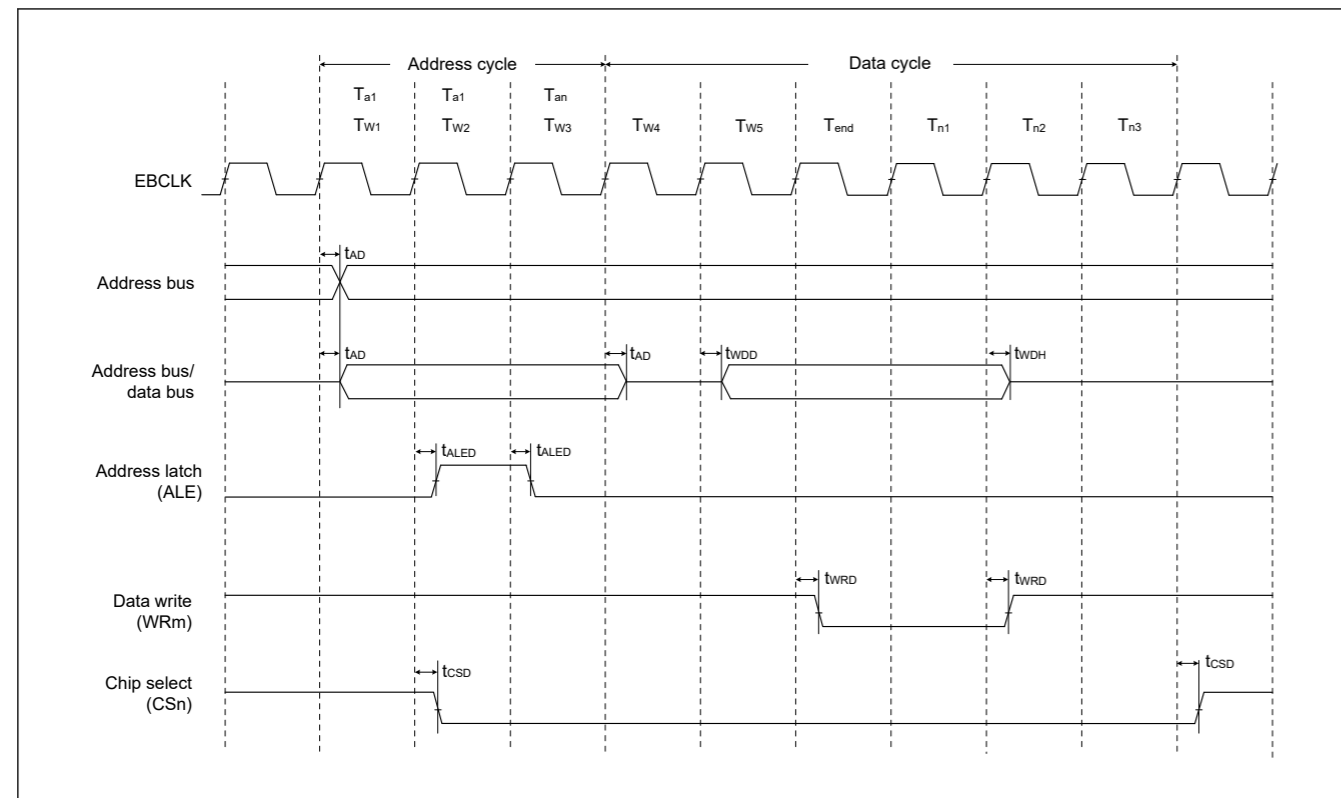 Address cycle Data cycle
Ta1 Ta1 Tan
TW1 TW2 TW3 TW4 TW5 Tend Tn1 Tn2 Tn3
EBCLK
tAD
Address bus
tAD tAD tWDD tWDH
Address bus/
data bus
tALED tALED
Address latch
(ALE)
tWRD tWRD
Data write
(WRm)
tCSD tCSD
Chip select
(CSn)